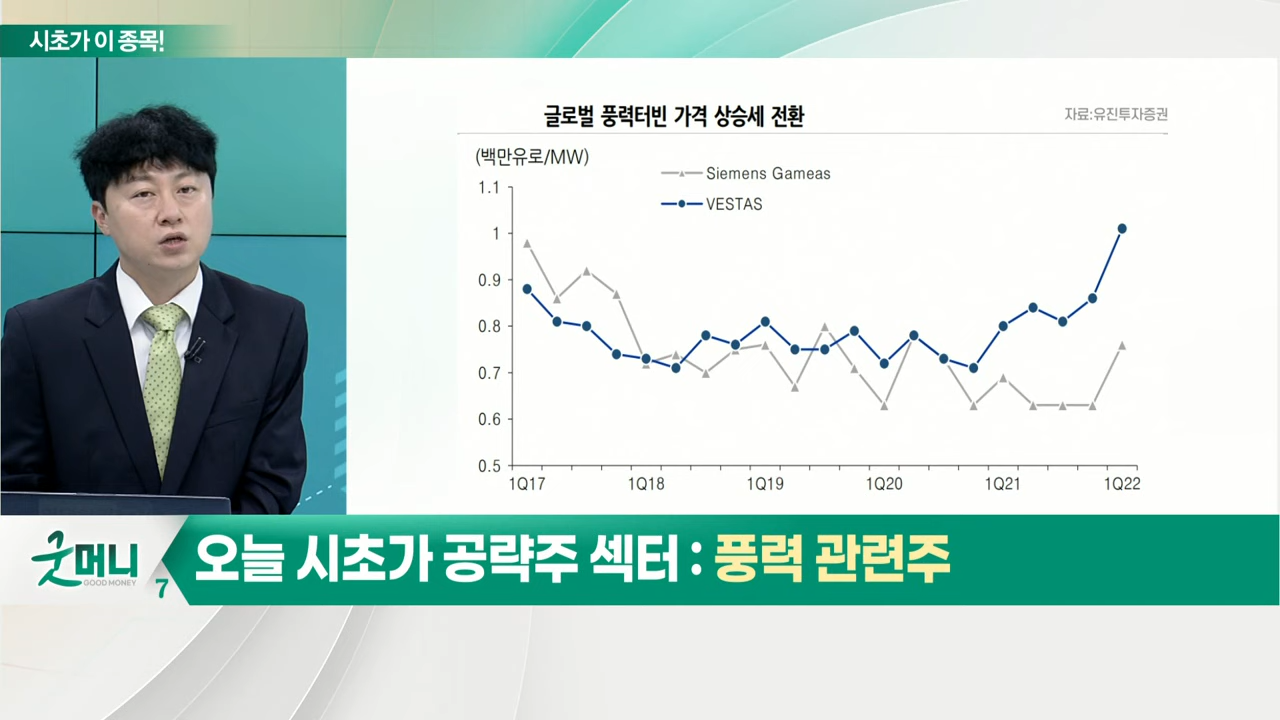 시초가 이 종목!
글로벌 풍력터빈 가격 상승세 전환
자료:유진투자증권
(백만유로/MW)
Siemens Gameas
VESTAS
1.1
1
0.9
0.8
0.7
0.6
0.5
1Q17 1Q18 1Q19 1Q20 1Q21 1Q22
굿머니
GOOD MONEY
7
오늘 시초가 공략주 섹터 : 풍력 관련주